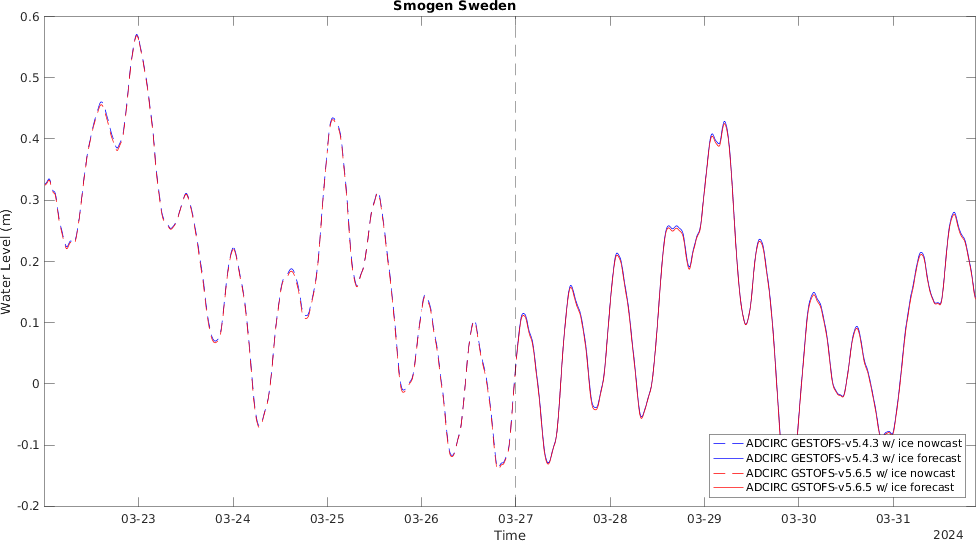 Smogen Sweden
0.6
0.5
0.4
0.3
0.2
0.1
0
-0.1
-0.2
Water Level (m)
03-23 03-24 03-25 03-26 03-27 03-28 03-29 03-30 03-31
Time
2024
ADCIRC GESTOFS-v5.4.3 w/ ice nowcast
ADCIRC GESTOFS-v5.4.3 w/ ice forecast
ADCIRC GSTOFS-v5.6.5 w/ ice nowcast
ADCIRC GSTOFS-v5.6.5 w/ ice forecast